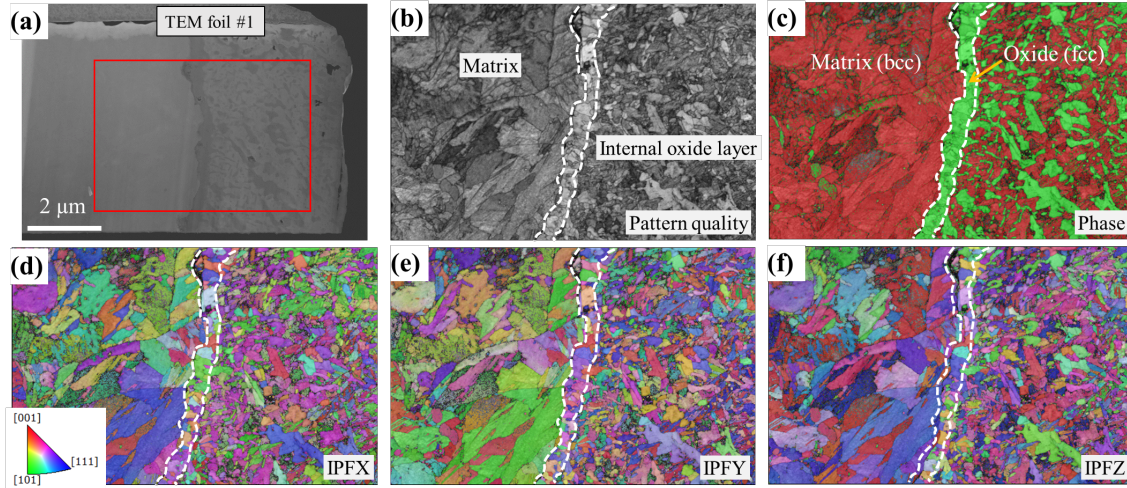 (a)
TEM foil #1
2 μm
(b)
Matrix
Internal oxide layer
Pattern quality
(c)
Matrix (bcc)
Oxide (fcc)
Phase
(d)
[001]
[111]
[101]
IPFX
(e)
IPFY
(f)
IPFZ